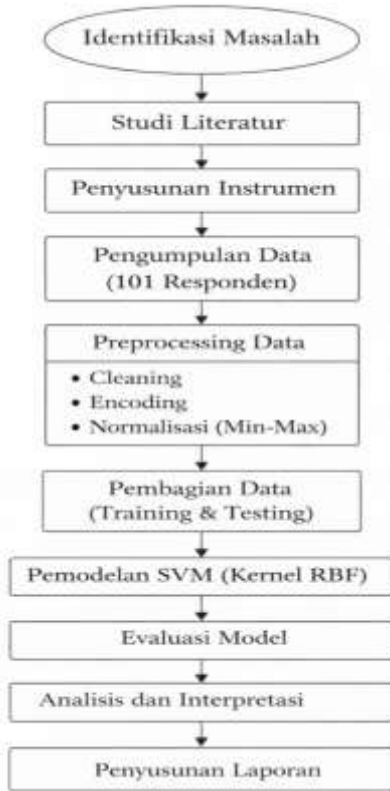 Identifikasi Masalah
Studi Literatur
Penyusunan Instrumen
Pengumpulan Data
(101 Responden)
Preprocessing Data
• Cleaning
• Encoding
• Normalisasi (Min-Max)
Pembagian Data
(Training & Testing)
Pemodelan SVM (Kernel RBF)
Evaluasi Model
Analisis dan Interpretasi
Penyusunan Laporan